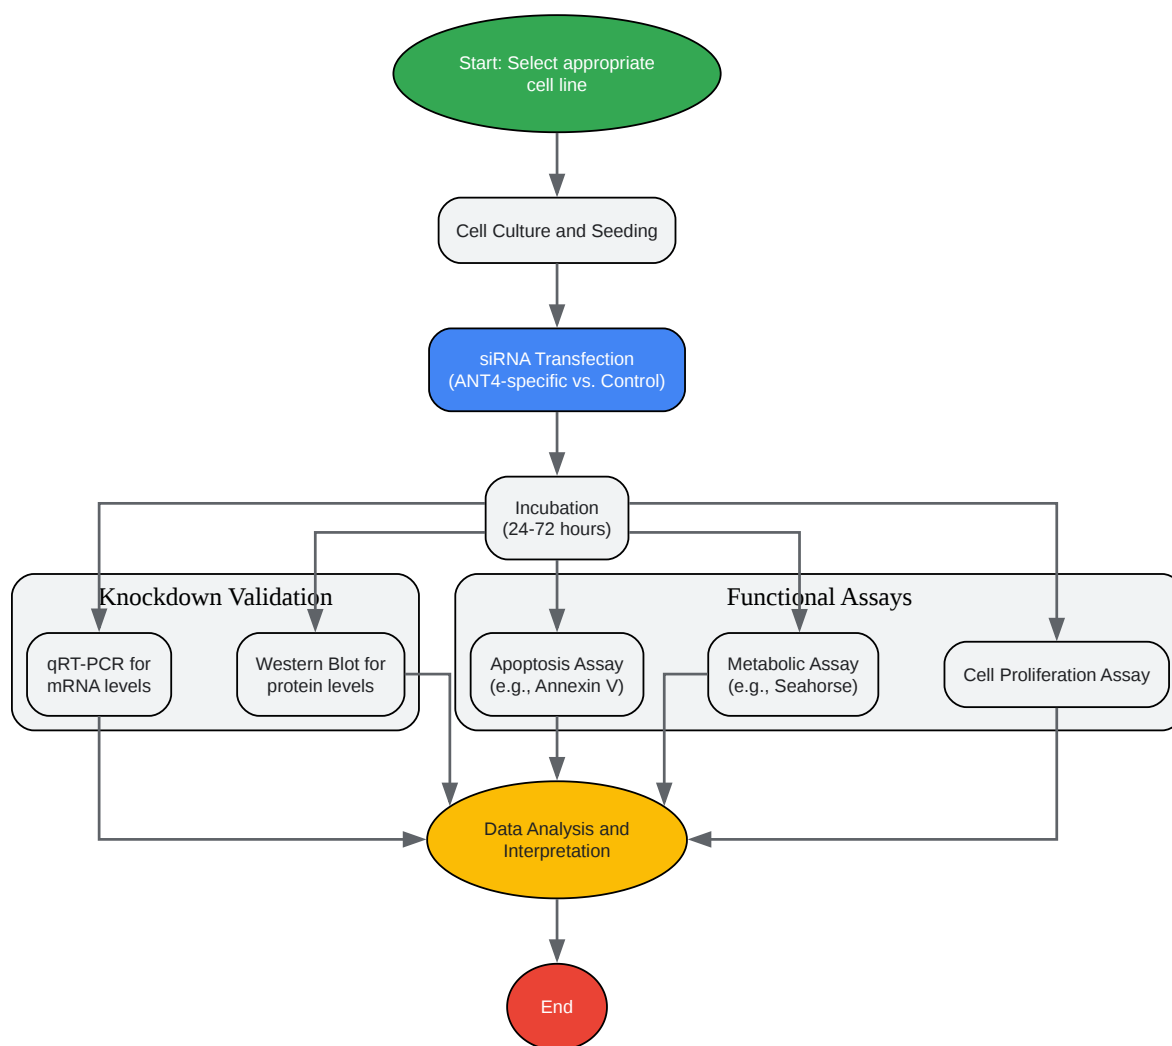 Start: Select appropriate
cell line
Cell Culture and Seeding
siRNA Transfection
(ANT4-specific vs. Control)
Incubation
(24-72 hours)
Knockdown Validation
Functional Assays
qRT-PCR for
mRNA levels
Western Blot for
protein levels
Apoptosis Assay
(e.g., Annexin V)
Metabolic Assay
(e.g., Seahorse)
Cell Proliferation Assay
Data Analysis and
Interpretation
End